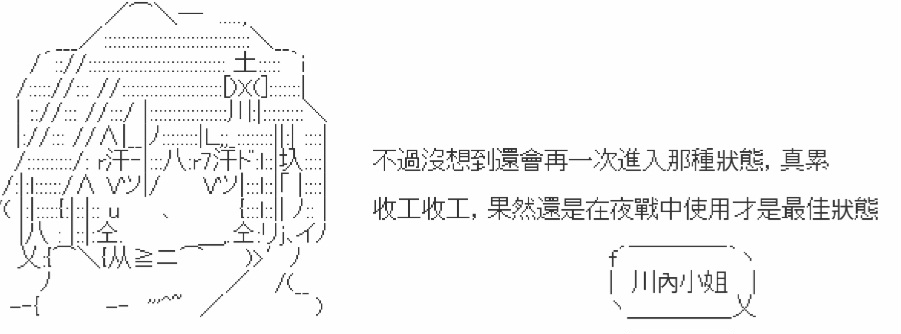 不過沒想到還會再一次進入那種狀態，真累
收工收工，果然還是在夜戰中使用才是最佳狀態
川內小姐